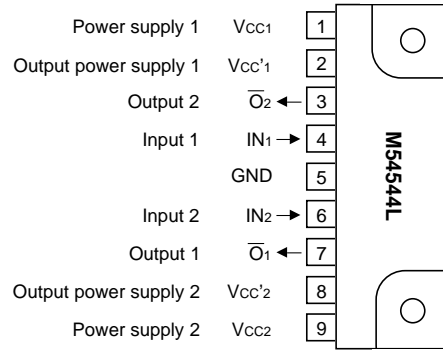 Power supply 1 Vcc1 1
Output power supply 1 Vcc'1 2
Output 2 O̅2 ← 3
Input 1 IN1 → 4
GND 5
Input 2 IN2 → 6
Output 1 O̅1 ← 7
Output power supply 2 Vcc'2 8
Power supply 2 Vcc2 9
M54544L